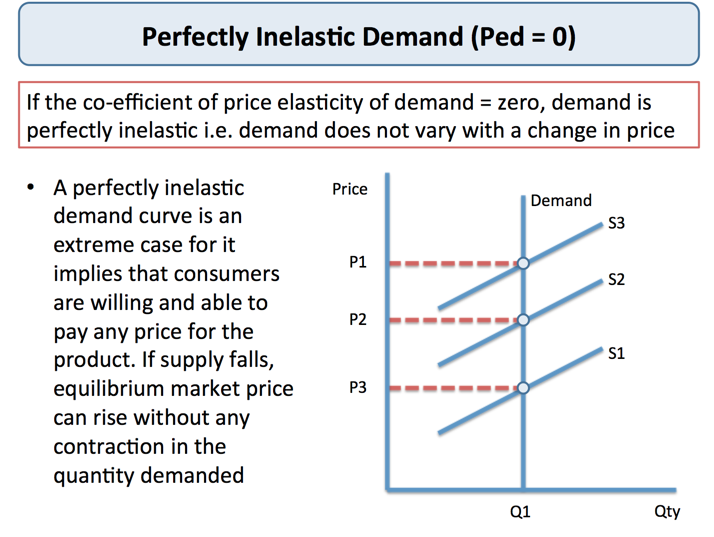 Perfectly Inelastic Demand (Ped = 0)
If the co-efficient of price elasticity of demand = zero, demand is
perfectly inelastic i.e. demand does not vary with a change in price
• A perfectly inelastic
demand curve is an
extreme case for it
implies that consumers
are willing and able to
pay any price for the
product. If supply falls,
equilibrium market price
can rise without any
contraction in the
quantity demanded
Price
Demand
S3
P1
S2
P2
S1
P3
Q1
Qty